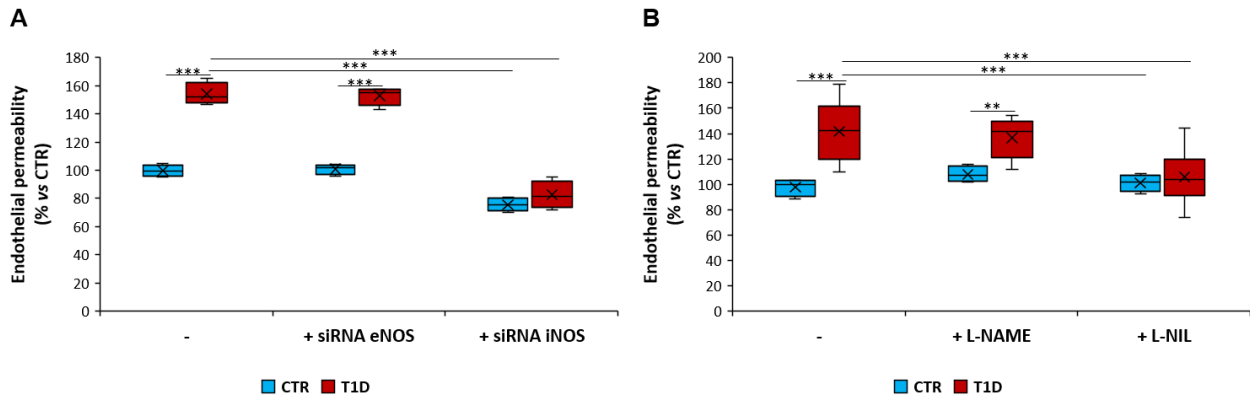 A
Endothelial permeability
(% vs CTR)
180
160
140
120
100
80
60
40
20
0
***
***
***
***
-
+ siRNA eNOS
+ siRNA iNOS
CTR
T1D
B
Endothelial permeability
(% vs CTR)
200
180
160
140
120
100
80
60
40
20
0
***
***
***
**
-
+ L-NAME
+ L-NIL
CTR
T1D